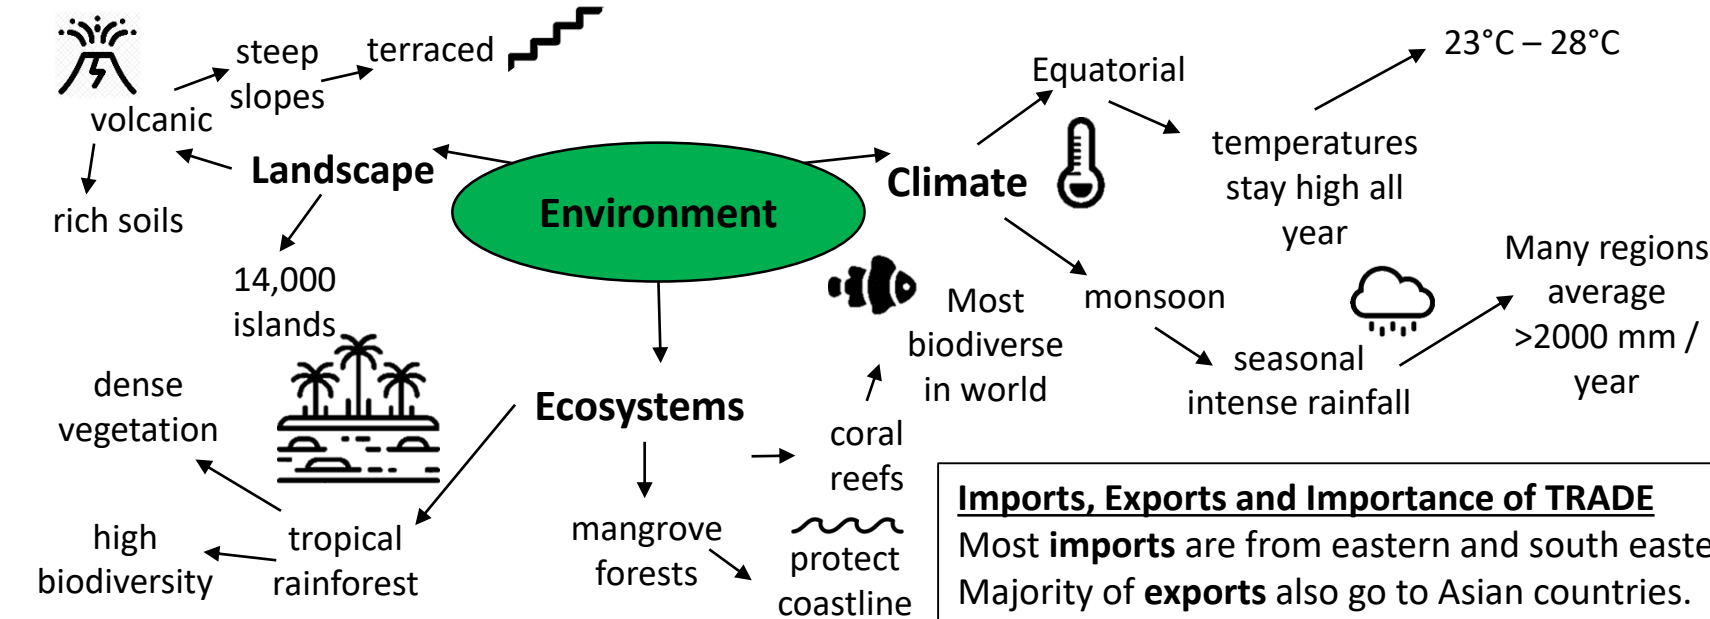 steep
slopes
terraced
volcanic
rich soils
Landscape
14,000
islands
Environment
Climate
Equatorial
temperatures
stay high all
year
23°C – 28°C
monsoon
seasonal
intense rainfall
Many regions
average
>2000 mm /
year
Ecosystems
dense
vegetation
high
biodiversity
tropical
rainforest
mangrove
forests
protect
coastline
coral
reefs
Most
biodiverse
in world
Imports, Exports and Importance of TRADE
Most imports are from eastern and south easte
Majority of exports also go to Asian countries.